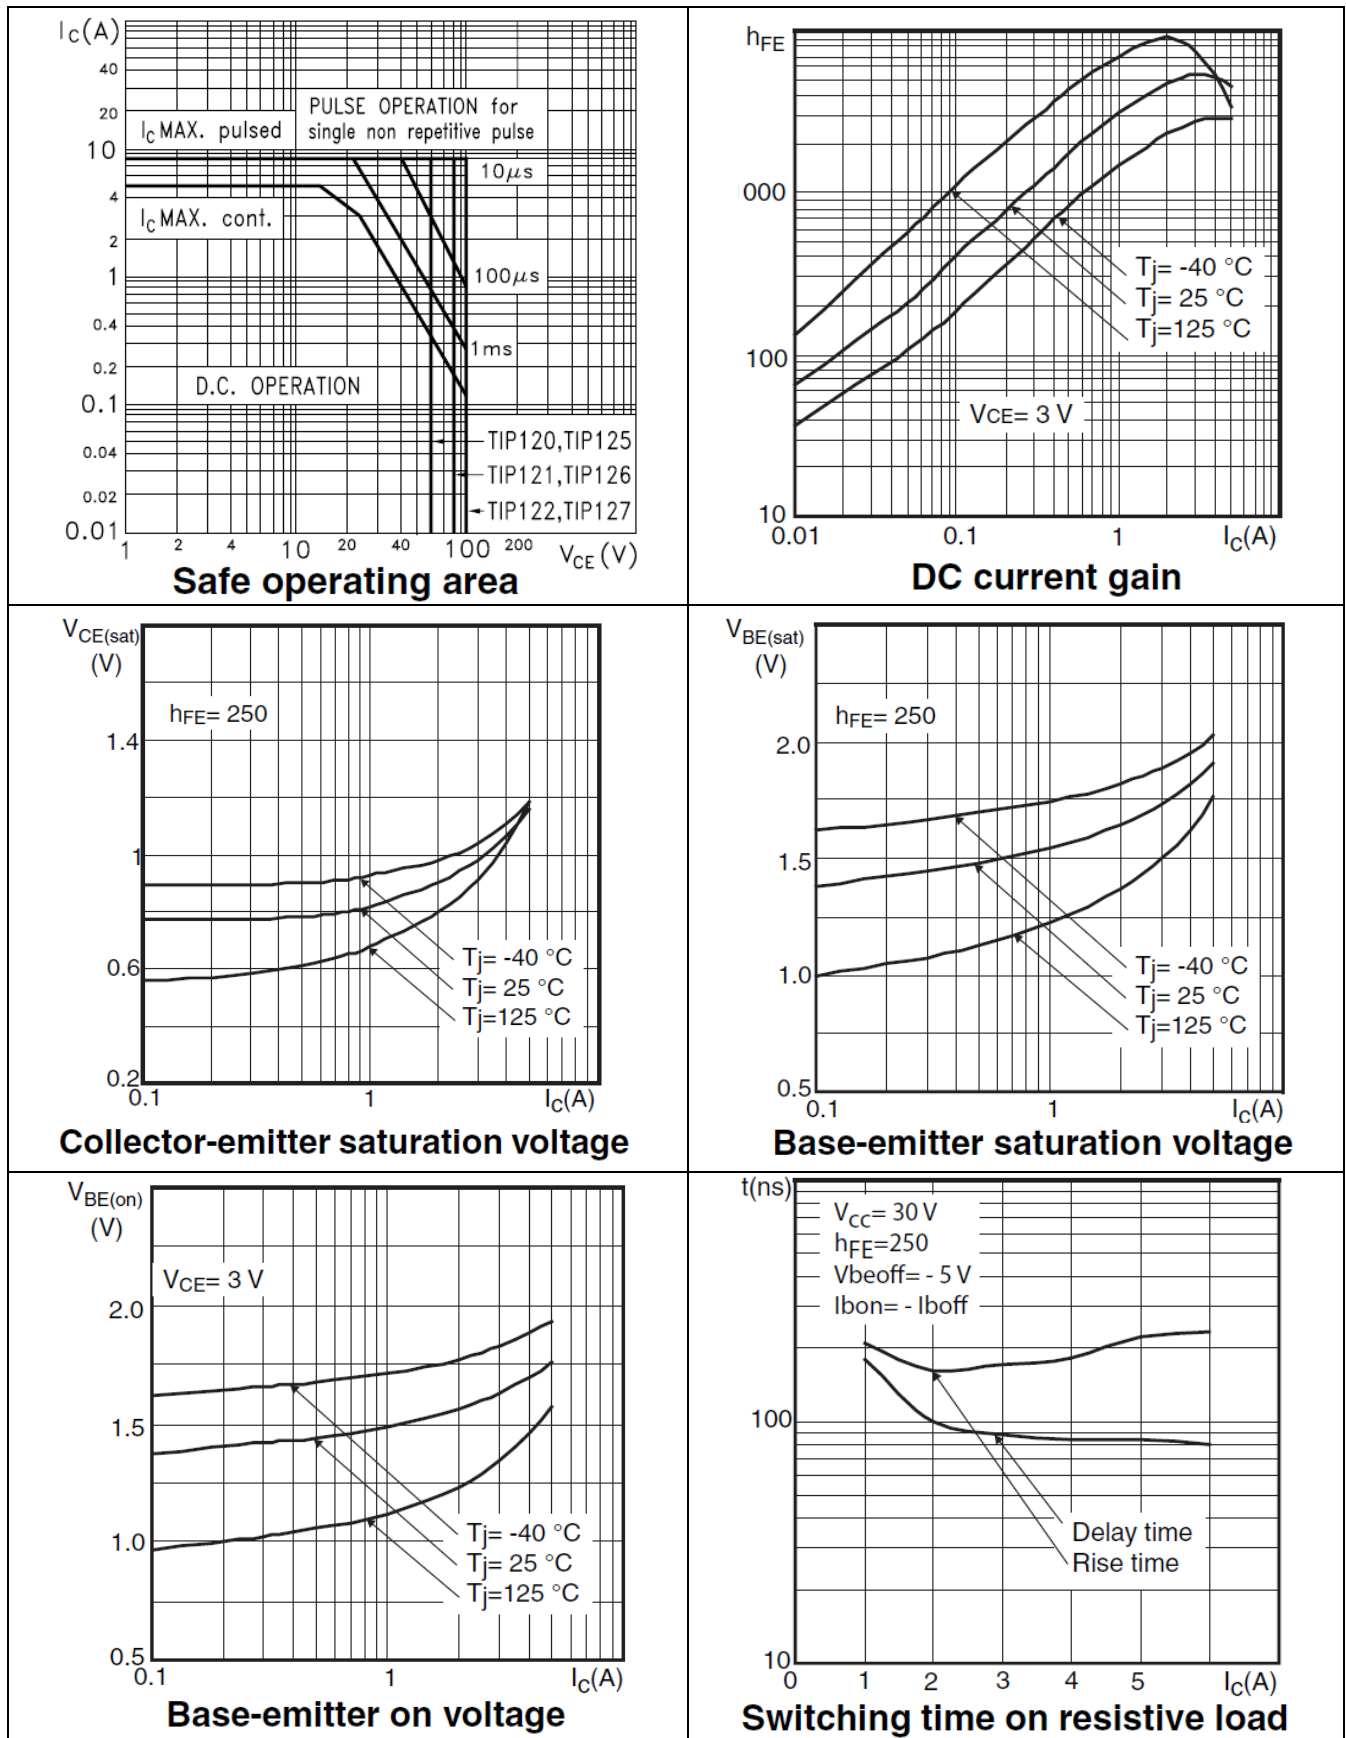 IC(A)
40
20
10
4
2
1
0.4
0.2
0.1
0.04
0.02
0.01
IC MAX. pulsed
PULSE OPERATION for
single non repetitive pulse
10µs
IC MAX. cont.
100µs
1ms
D.C. OPERATION
TIP120,TIP125
TIP121,TIP126
TIP122,TIP127
1 2 4 10 20 40 100 200 VCE (V)
Safe operating area
hFE
000
100
10
Tj= -40 °C
Tj= 25 °C
Tj=125 °C
VCE= 3 V
0.01 0.1 1 IC(A)
DC current gain
VCE(sat)
(V)
hFE= 250
1.4
1
0.6
0.2
Tj= -40 °C
Tj= 25 °C
Tj=125 °C
0.1 1 IC(A)
Collector-emitter saturation voltage
VBE(sat)
(V)
hFE= 250
2.0
1.5
1.0
0.5
Tj= -40 °C
Tj= 25 °C
Tj=125 °C
0.1 1 IC(A)
Base-emitter saturation voltage
VBE(on)
(V)
VCE= 3 V
2.0
1.5
1.0
0.5
Tj= -40 °C
Tj= 25 °C
Tj=125 °C
0.1 1 IC(A)
Base-emitter on voltage
t(ns)
Vcc= 30 V
hFE=250
Vbeoff= - 5 V
Ibon= - Iboff
100
10
Delay time
Rise time
0 1 2 3 4 5 IC(A)
Switching time on resistive load